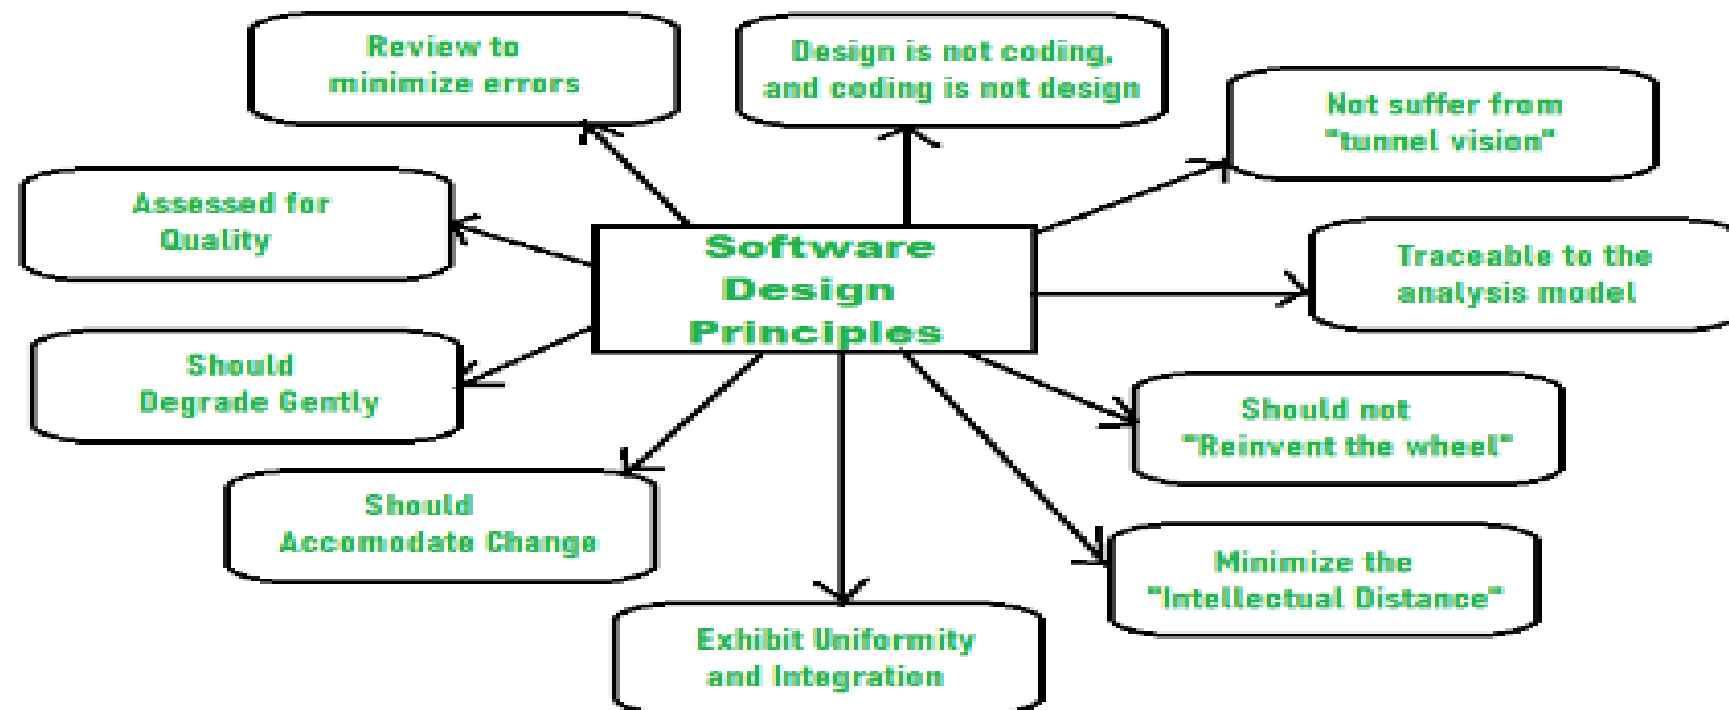 Review to
minimize errors
Design is not coding,
and coding is not design
Not suffer from
"tunnel vision"
Assessed for
Quality
Software
Design
Principles
Traceable to the
analysis model
Should
Degrade Gently
Should not
"Reinvent the wheel"
Should
Accomodate Change
Minimize the
"Intellectual Distance"
Exhibit Uniformity
and Integration